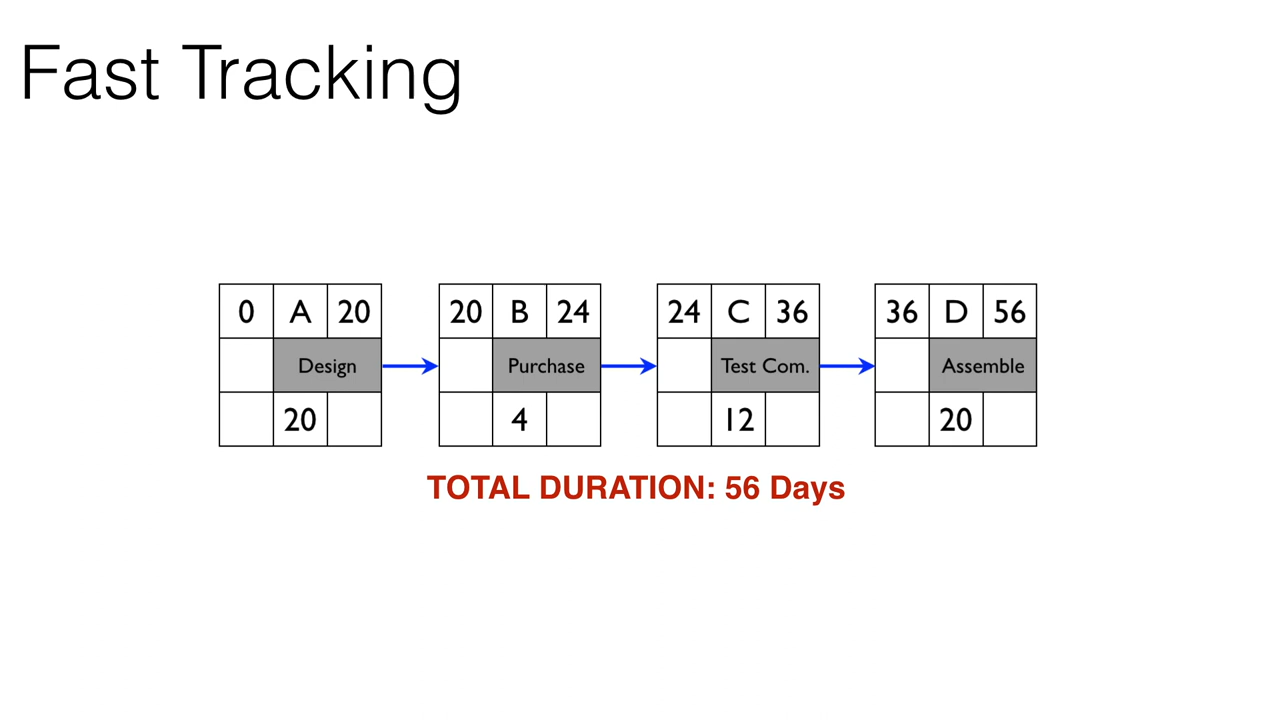 Fast Tracking
0 A 20 20 B 24 24 C 36 36 D 56
Design Purchase Test Com. Assemble
20 4 12 20
TOTAL DURATION: 56 Days